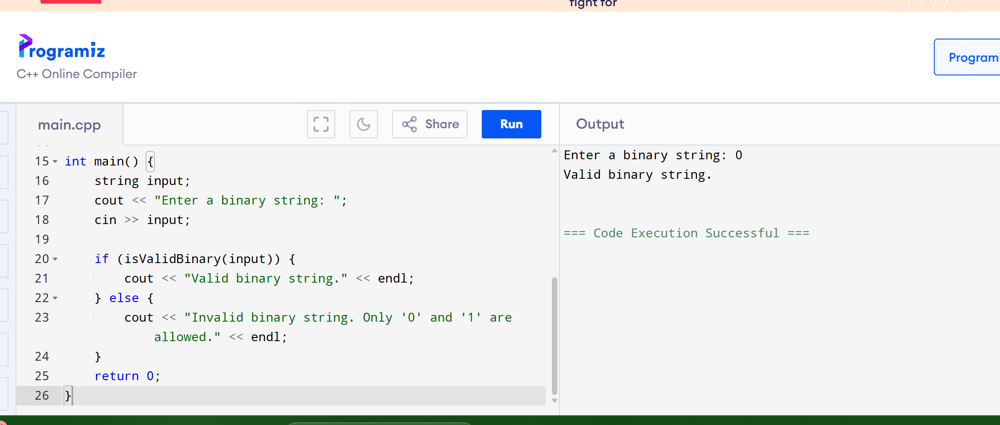 fight for
Programiz
C++ Online Compiler
Programi
main.cpp
Share
Run
Output
15 int main() {
16 string input;
17 cout << "Enter a binary string: ";
18 cin >> input;
19
20 if (isValidBinary(input)) {
21 cout << "Valid binary string." << endl;
22 } else {
23 cout << "Invalid binary string. Only '0' and '1' are
allowed." << endl;
24 }
25 return 0;
26 }
Enter a binary string: 0
Valid binary string.
=== Code Execution Successful ===